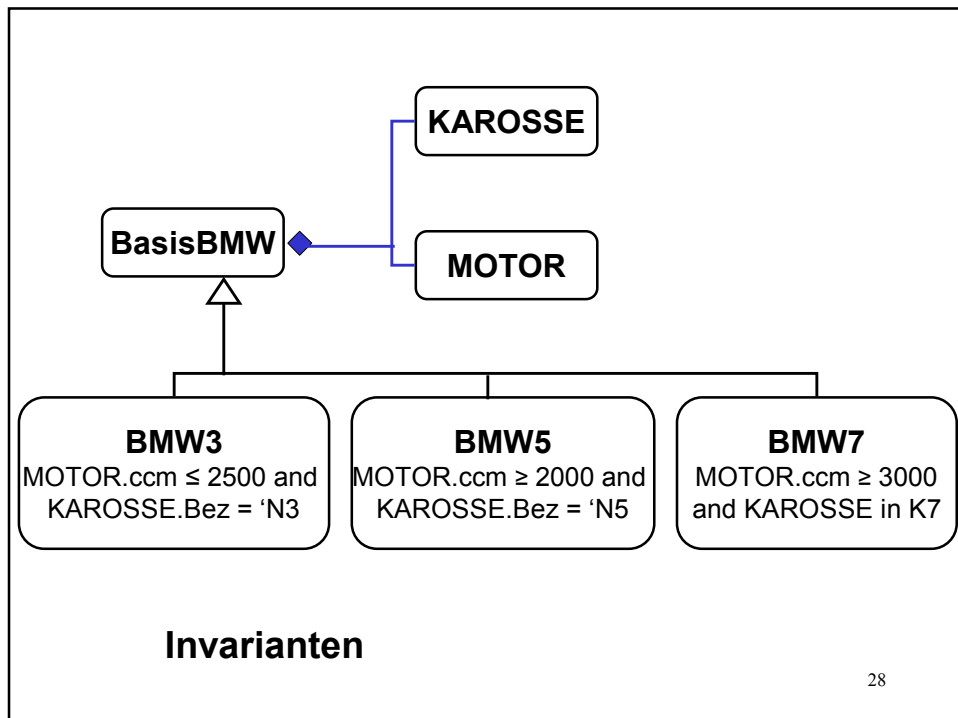 KAROSSE
BasisBMW
MOTOR
BMW3
MOTOR.ccm ≤ 2500 and
KAROSSE.Bez = ‘N3
BMW5
MOTOR.ccm ≥ 2000 and
KAROSSE.Bez = ‘N5
BMW7
MOTOR.ccm ≥ 3000
and KAROSSE in K7
Invarianten
28